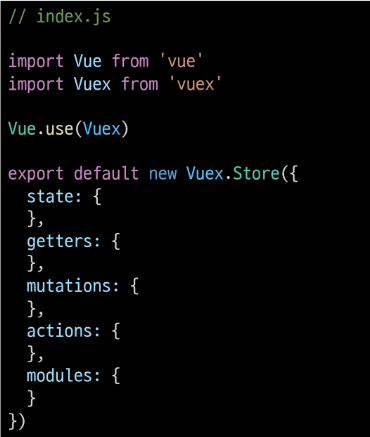 // index.js
import Vue from 'vue'
import Vuex from 'vuex'
Vue.use(Vuex)
export default new Vuex.Store({
  state: {
  },
  getters: {
  },
  mutations: {
  },
  actions: {
  },
  modules: {
  }
})